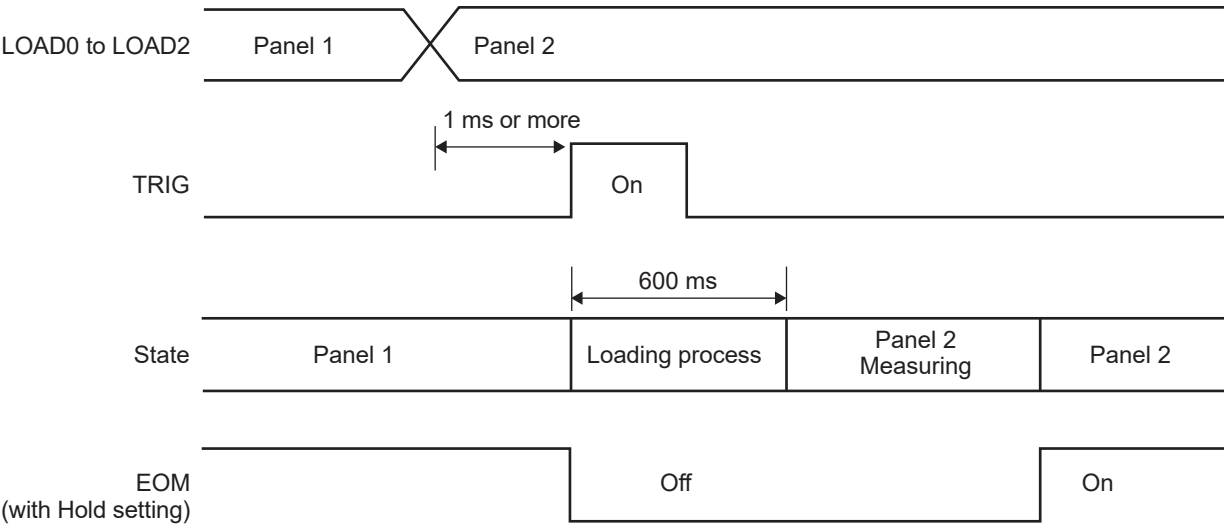 LOAD0 to LOAD2
Panel 1
Panel 2
1 ms or more
TRIG
On
600 ms
State
Panel 1
Loading process
Panel 2
Measuring
Panel 2
EOM
(with Hold setting)
Off
On